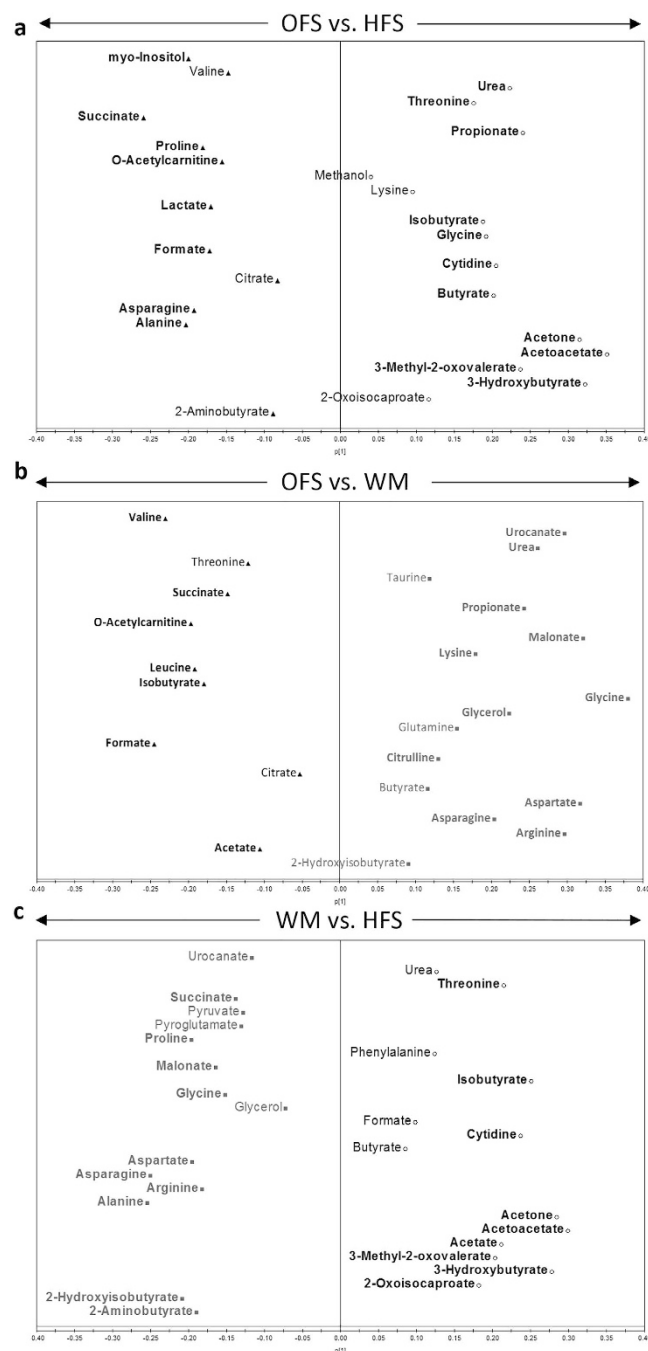 a
OFS vs. HFS
myo-Inositol
Valine
Urea
Threonine
Succinate
Propionate
Proline
O-Acetylcarnitine
Methanol
Lysine
Lactate
Isobutyrate
Glycine
Formate
Cytidine
Citrate
Butyrate
Asparagine
Alanine
Acetone
Acetoacetate
3-Methyl-2-oxovalerate
3-Hydroxybutyrate
2-Oxoisocaproate
2-Aminobutyrate
-0.40 -0.35 -0.30 -0.25 -0.20 -0.15 -0.10 -0.05 0.00 0.05 0.10 0.15 0.20 0.25 0.30 0.35 0.40
p[1]
b
OFS vs. WM
Valine
Urocanate
Urea
Threonine
Taurine
Succinate
Propionate
O-Acetylcarnitine
Malonate
Lysine
Leucine
Isobutyrate
Glycine
Glycerol
Glutamine
Formate
Citrulline
Citrate
Butyrate
Aspartate
Asparagine
Arginine
Acetate
2-Hydroxyisobutyrate
-0.40 -0.35 -0.30 -0.25 -0.20 -0.15 -0.10 -0.05 0.00 0.05 0.10 0.15 0.20 0.25 0.30 0.35 0.40
p[1]
c
WM vs. HFS
Urocanate
Urea
Threonine
Succinate
Pyruvate
Pyroglutamate
Proline
Phenylalanine
Malonate
Isobutyrate
Glycine
Glycerol
Formate
Cytidine
Butyrate
Aspartate
Asparagine
Arginine
Alanine
Acetone
Acetoacetate
Acetate
3-Methyl-2-oxovalerate
3-Hydroxybutyrate
2-Oxoisocaproate
2-Hydroxyisobutyrate
2-Aminobutyrate
-0.40 -0.35 -0.30 -0.25 -0.20 -0.15 -0.10 -0.05 0.00 0.05 0.10 0.15 0.20 0.25 0.30 0.35 0.40
p[1]